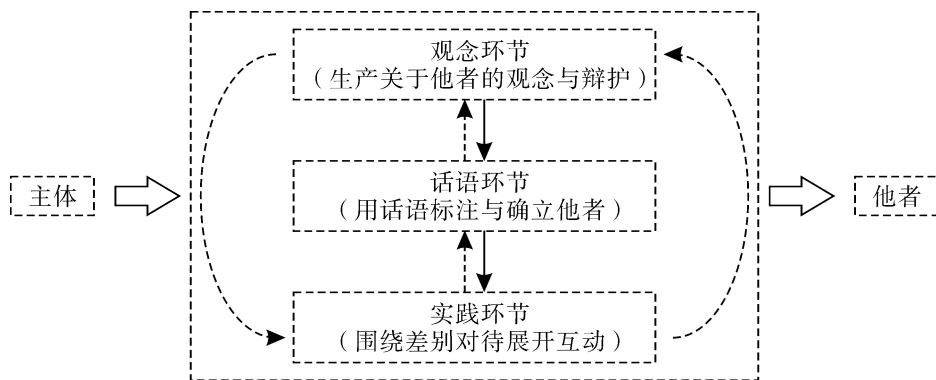 观念环节
（生产关于他者的观念与辩护）
话语环节
（用话语标注与确立他者）
主体
他者
实践环节
（围绕差别对待展开互动）